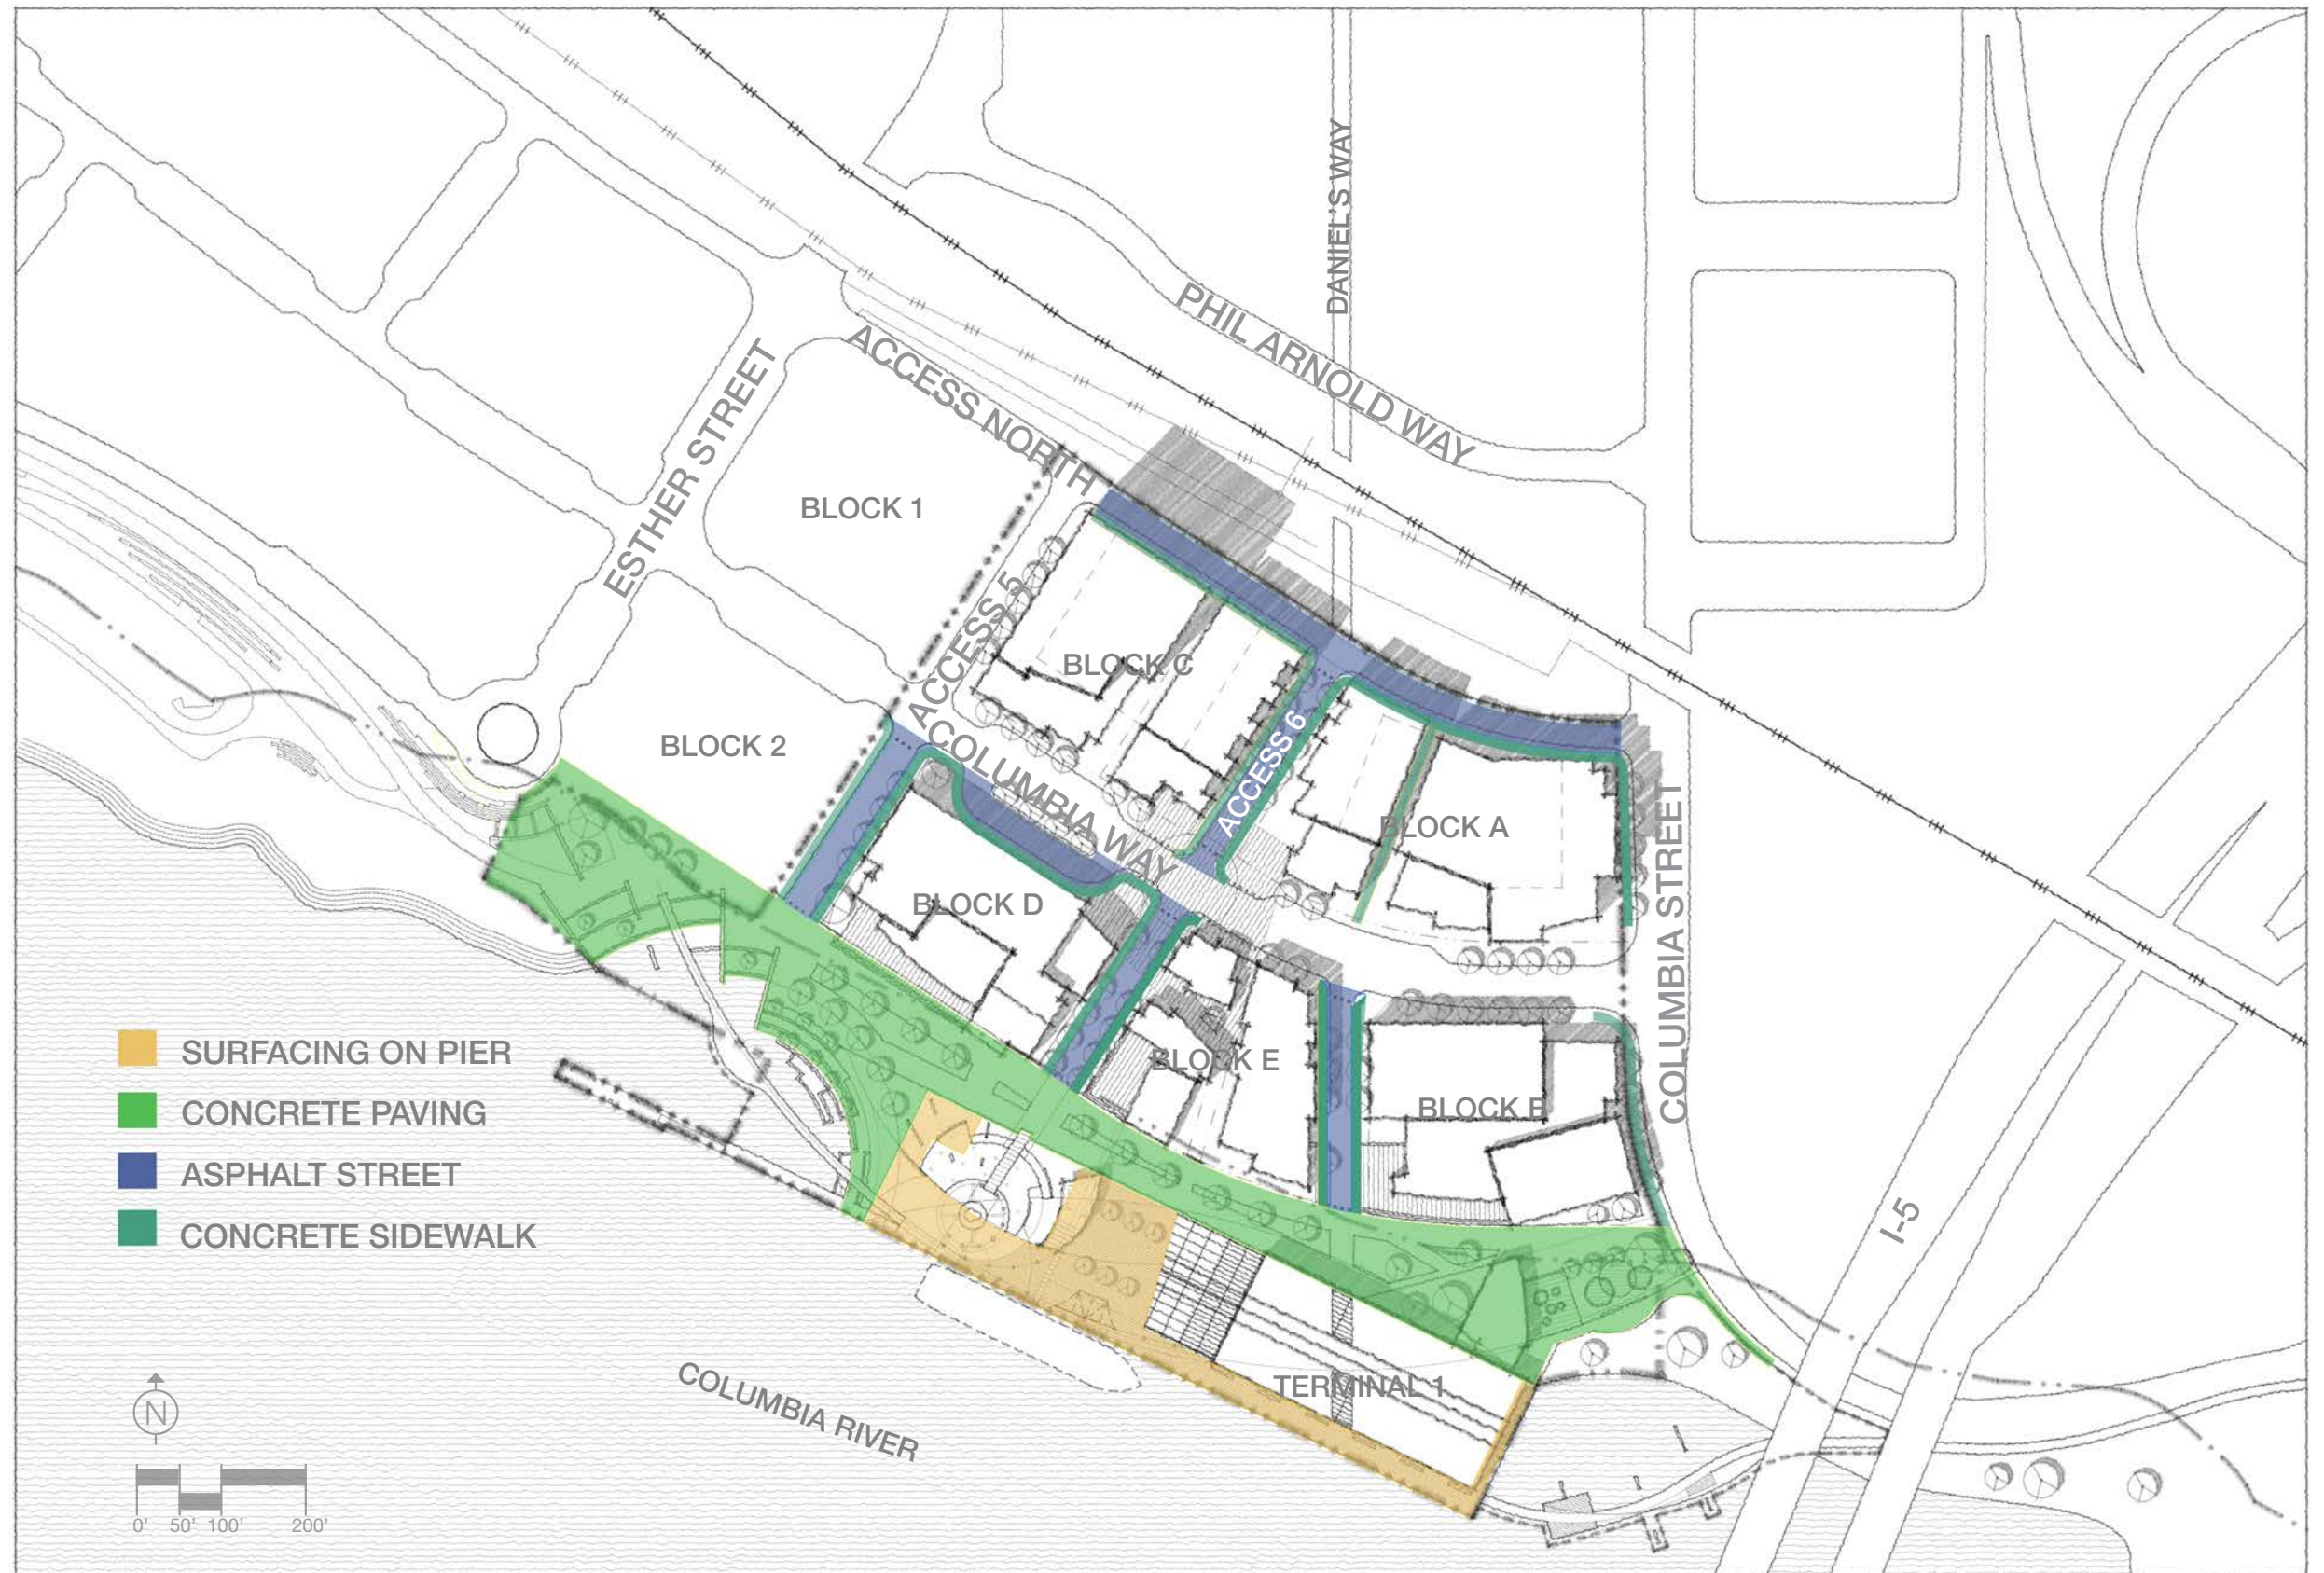 DANIEL'S WAY
PHIL ARNOLD WAY
ACCESS NORTH
ESTHER STREET
BLOCK 1
ACCESS 5
BLOCK C
ACCESS 6
BLOCK 2
COLUMBIA WAY
BLOCK A
COLUMBIA STREET
BLOCK D
BLOCK E
BLOCK B
SURFACING ON PIER
CONCRETE PAVING
ASPHALT STREET
CONCRETE SIDEWALK
I-5
TERMINAL 1
COLUMBIA RIVER
N
0' 50' 100' 200'